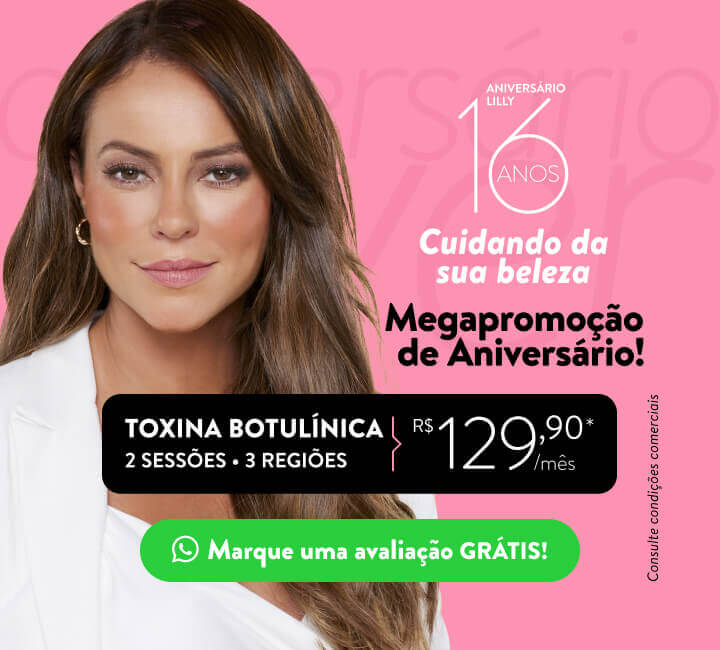 ANIVERSÁRIO
LILLY
16
ANOS
Cuidando da
sua beleza
Megapromoção
de Aniversário!
TOXINA BOTULÍNICA
2 SESSÕES • 3 REGIÕES
R$ 129,90*
/mês
Marque uma avaliação GRÁTIS!
Consulte condições comerciais